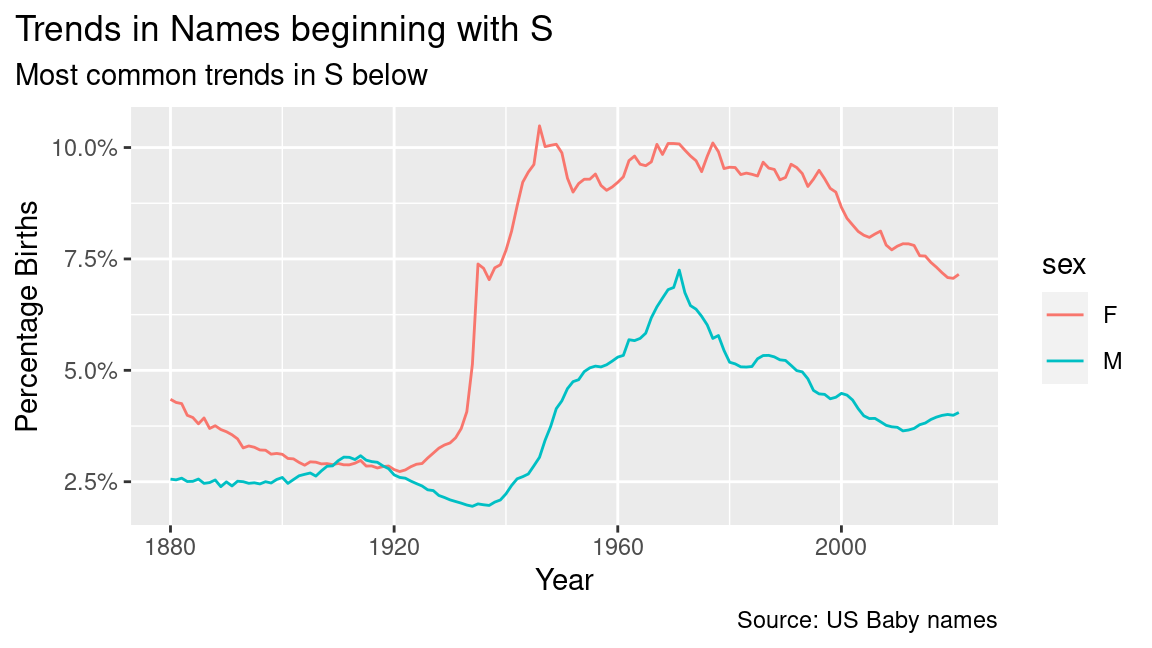 Trends in Names beginning with S
Most common trends in S below
10.0%
7.5%
5.0%
2.5%
Percentage Births
1880 1920 1960 2000
Year
sex
F
M
Source: US Baby names